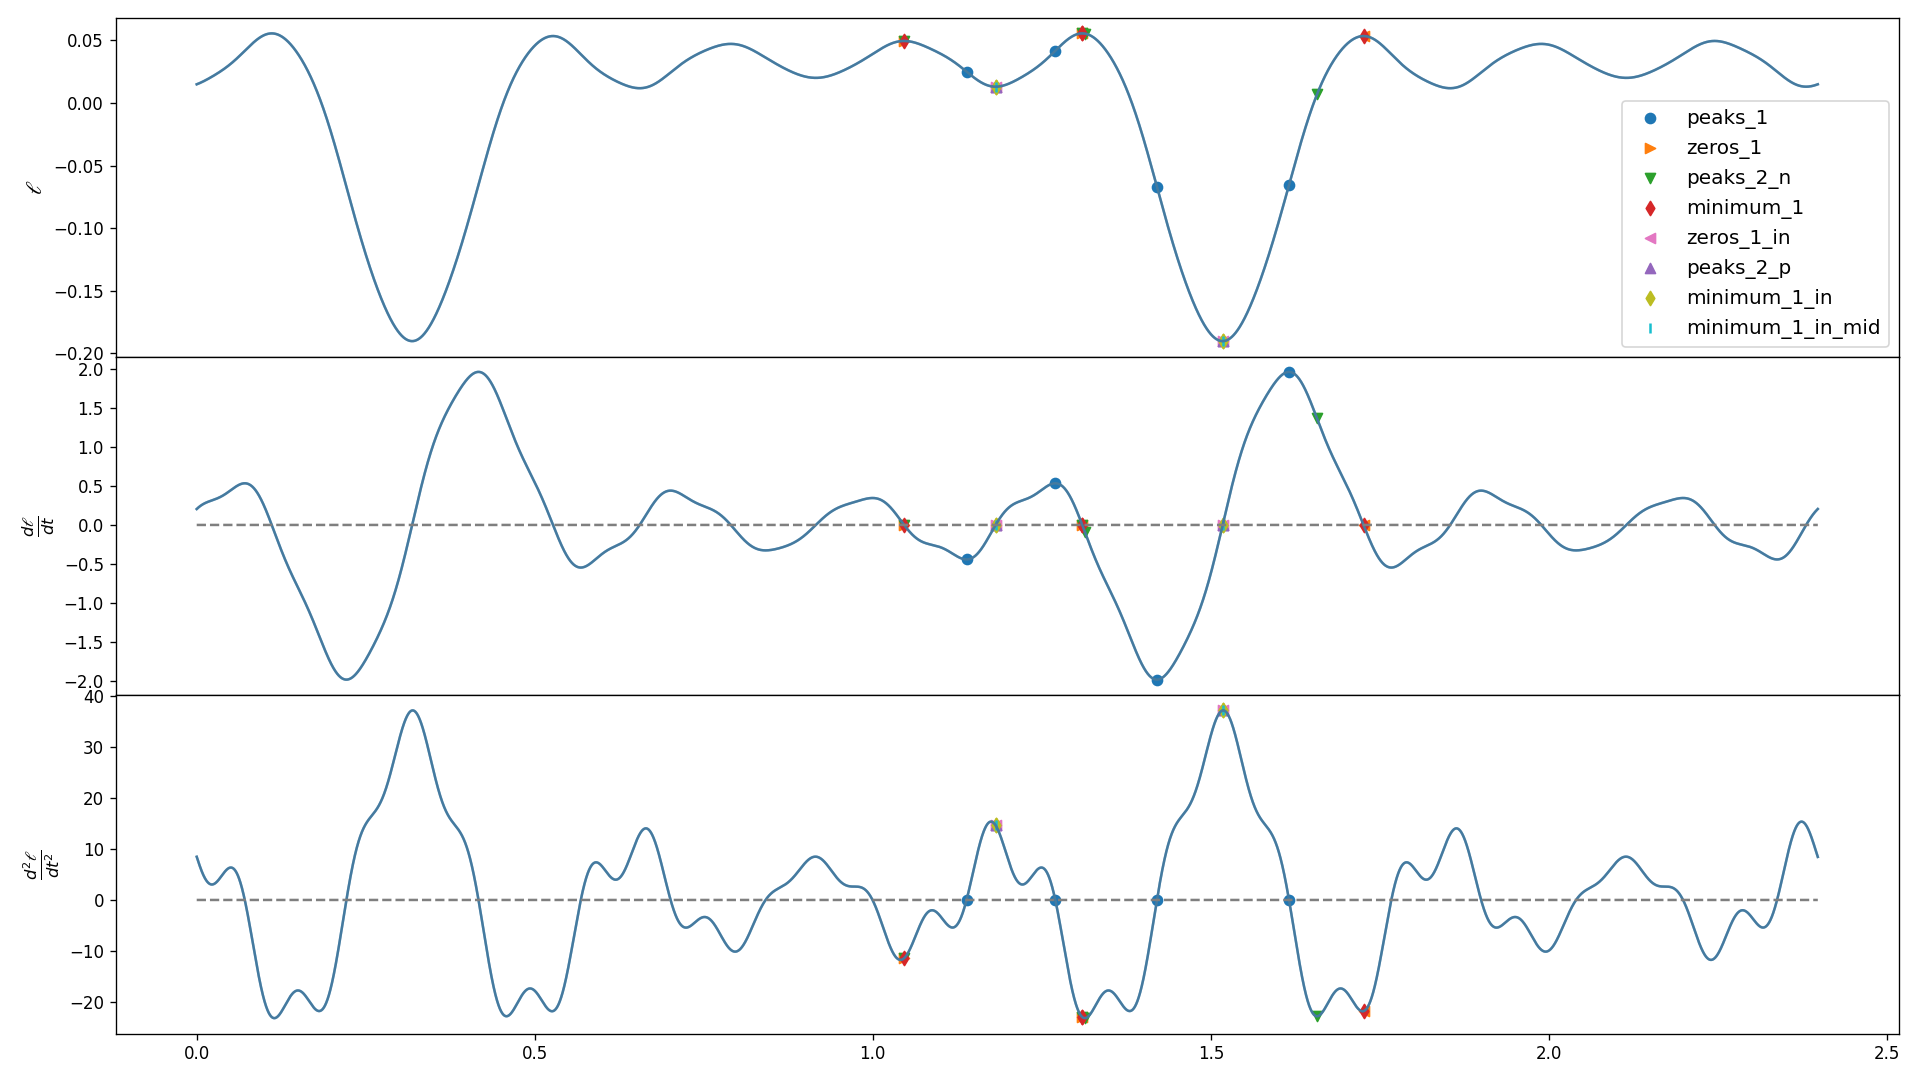 0.05
0.00
−0.05
−0.10
−0.15
−0.20
ℓ
peaks_1
zeros_1
peaks_2_n
minimum_1
zeros_1_in
peaks_2_p
minimum_1_in
minimum_1_in_mid
2.0
1.5
1.0
0.5
0.0
−0.5
−1.0
−1.5
−2.0
dℓ/dt
40
30
20
10
0
−10
−20
d²ℓ/dt²
0.0 0.5 1.0 1.5 2.0 2.5